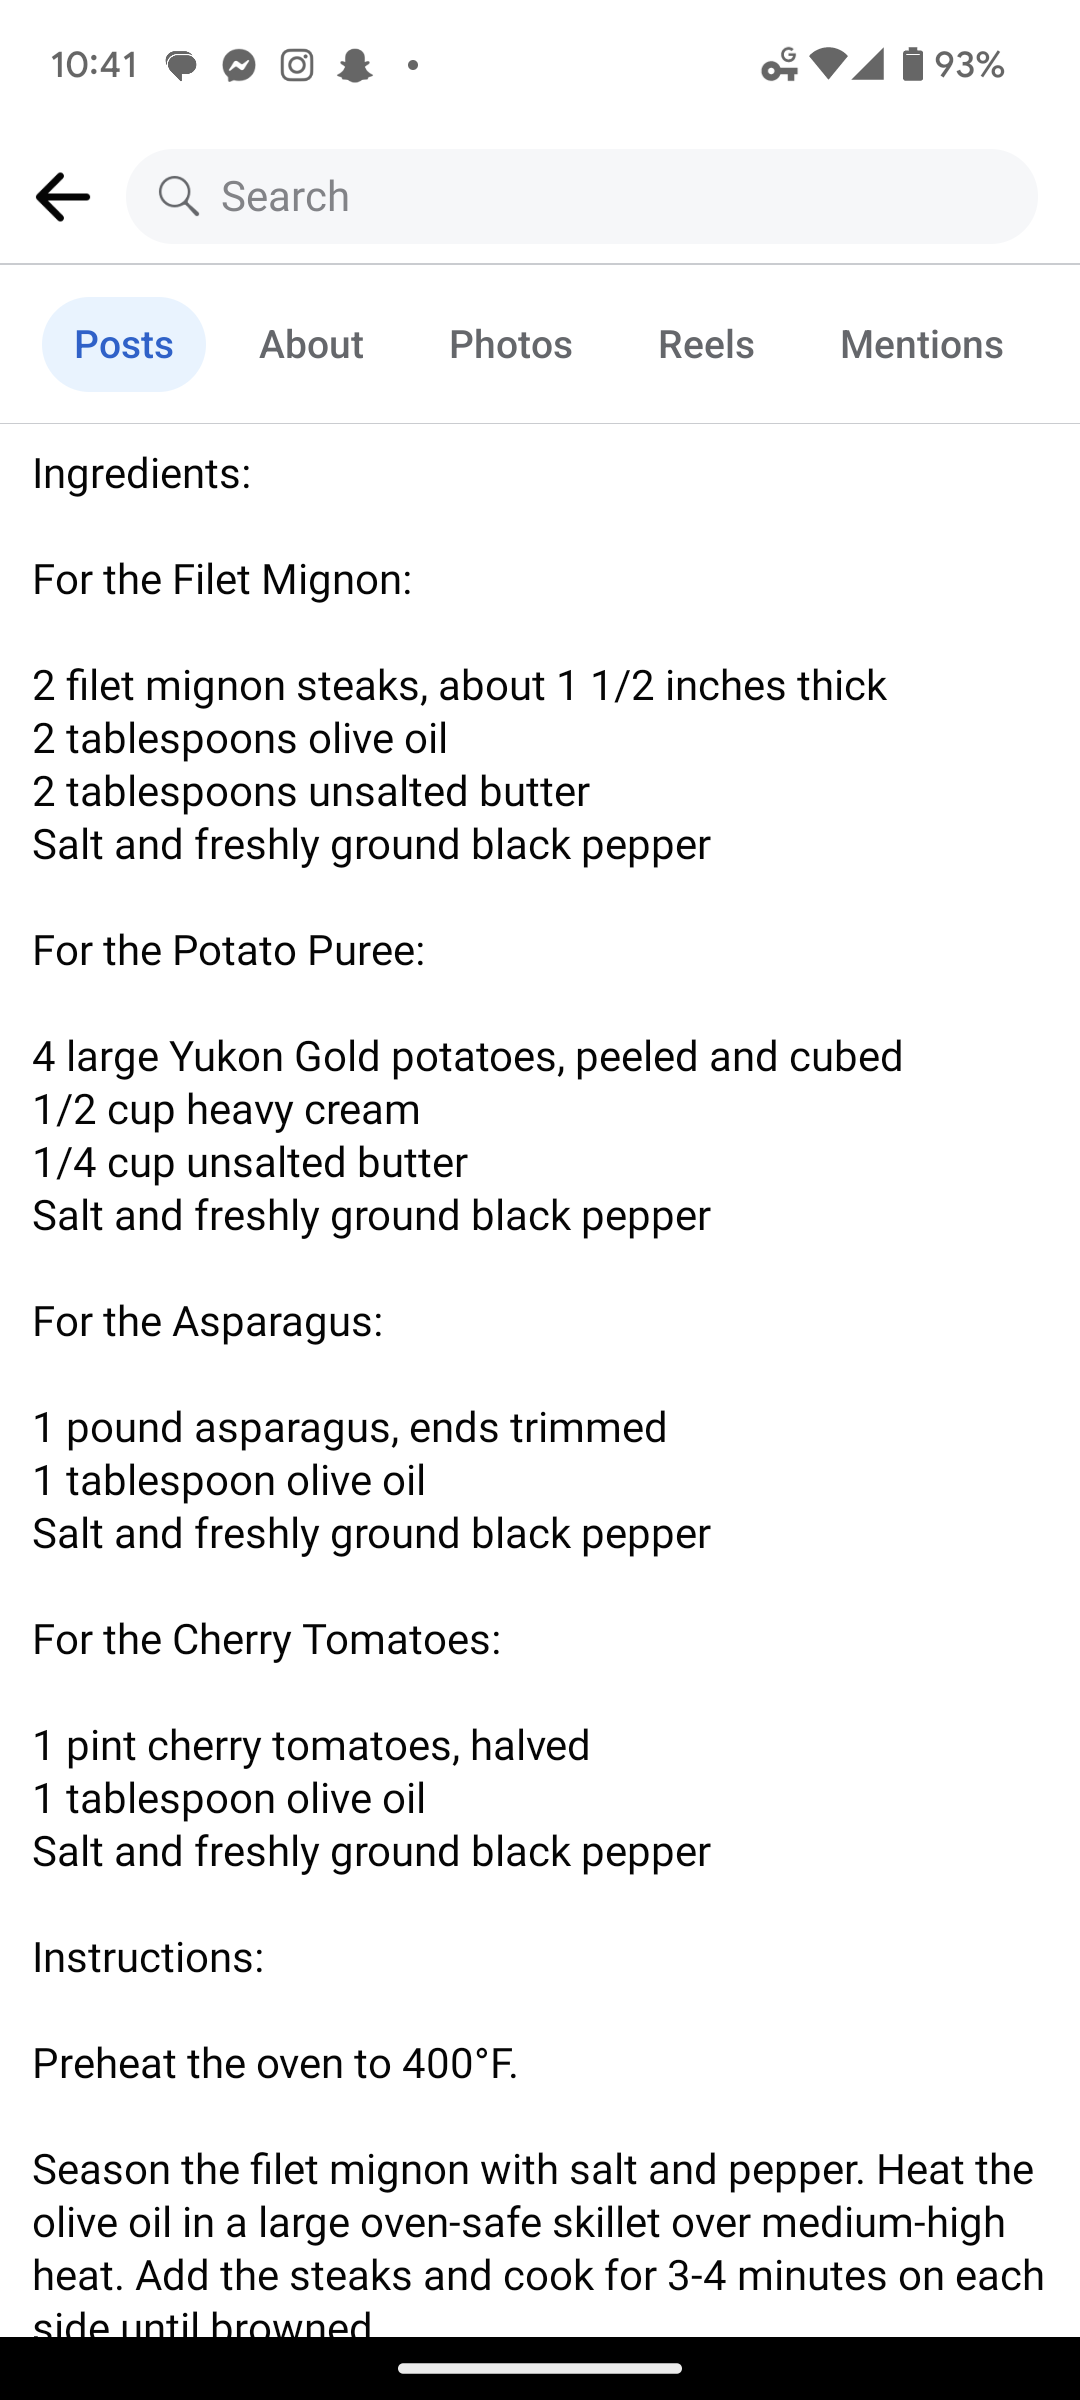 10:41
93%
Search
Posts About Photos Reels Mentions
Ingredients:
For the Filet Mignon:
2 filet mignon steaks, about 1 1/2 inches thick
2 tablespoons olive oil
2 tablespoons unsalted butter
Salt and freshly ground black pepper
For the Potato Puree:
4 large Yukon Gold potatoes, peeled and cubed
1/2 cup heavy cream
1/4 cup unsalted butter
Salt and freshly ground black pepper
For the Asparagus:
1 pound asparagus, ends trimmed
1 tablespoon olive oil
Salt and freshly ground black pepper
For the Cherry Tomatoes:
1 pint cherry tomatoes, halved
1 tablespoon olive oil
Salt and freshly ground black pepper
Instructions:
Preheat the oven to 400°F.
Season the filet mignon with salt and pepper. Heat the
olive oil in a large oven-safe skillet over medium-high
heat. Add the steaks and cook for 3-4 minutes on each
side until browned